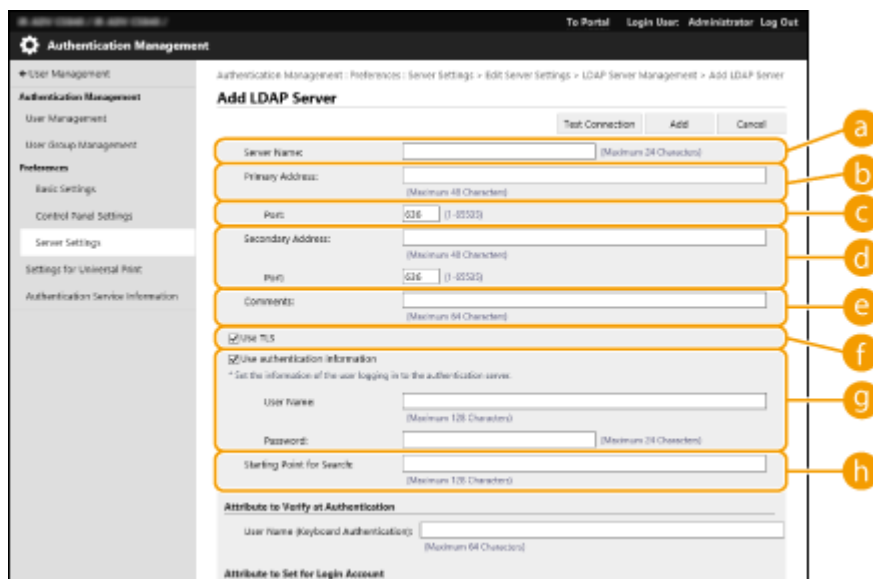 To Portal Login User: Administrator Log Out
Authentication Management
User Management
Authentication Management : Preferences : Server Settings > Edit Server Settings > LDAP Server Management > Add LDAP Server
Authentication Management
User Management
User Group Management
Preferences
Basic Settings
Control Panel Settings
Server Settings
Settings for Universal Print
Authentication Service Information
Add LDAP Server
Test Connection Add Cancel
Server Name: (Maximum 24 Characters) a
Primary Address: b
(Maximum 48 Characters)
Port: 636 (1-65535) c
Secondary Address: d
(Maximum 48 Characters)
Port: 636 (1-65535)
Comments: e
(Maximum 64 Characters)
Use TLS f
Use authentication information
* Set the information of the user logging in to the authentication server.
User Name: g
(Maximum 128 Characters)
Password: (Maximum 24 Characters)
Starting Point for Search: h
(Maximum 128 Characters)
Attribute to Verify at Authentication
User Name (Keyboard Authentication):
(Maximum 64 Characters)
Attribute to Set for Login Account